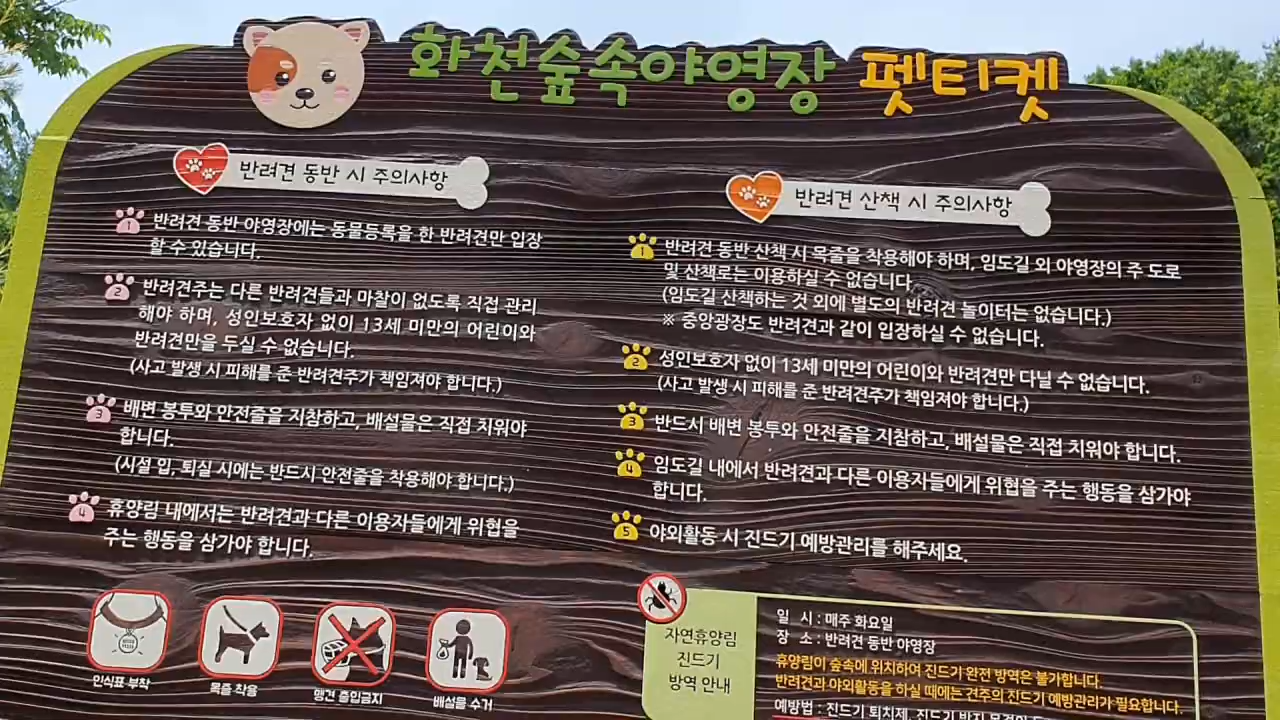 화천숲속야영장 펫티켓
반려견 동반 시 주의사항
1 반려견 동반 야영장에는 동물등록을 한 반려견만 입장
할 수 있습니다.
2 반려견주는 다른 반려견들과 마찰이 없도록 직접 관리
해야 하며, 성인보호자 없이 13세 미만의 어린이와
반려견만을 두실 수 없습니다.
(사고 발생 시 피해를 준 반려견주가 책임져야 합니다.)
3 배변 봉투와 안전줄을 지참하고, 배설물은 직접 치워야
합니다.
(시설 입, 퇴실 시에는 반드시 안전줄을 착용해야 합니다.)
4 휴양림 내에서는 반려견과 다른 이용자들에게 위협을
주는 행동을 삼가야 합니다.
인식표 부착
목줄 착용
맹견 출입금지
배설물 수거
반려견 산책 시 주의사항
1 반려견 동반 산책 시 목줄을 착용해야 하며, 임도길 외 야영장의 주 도로
및 산책로는 이용하실 수 없습니다.
(임도길 산책하는 것 외에 별도의 반려견 놀이터는 없습니다.)
※ 중앙광장도 반려견과 같이 입장하실 수 없습니다.
2 성인보호자 없이 13세 미만의 어린이와 반려견만 다닐 수 없습니다.
(사고 발생 시 피해를 준 반려견주가 책임져야 합니다.)
3 반드시 배변 봉투와 안전줄을 지참하고, 배설물은 직접 치워야 합니다.
4 임도길 내에서 반려견과 다른 이용자들에게 위협을 주는 행동을 삼가야
합니다.
5 야외활동 시 진드기 예방관리를 해주세요.
자연휴양림
진드기
방역 안내
일 시 : 매주 화요일
장 소 : 반려견 동반 야영장
휴양림이 숲속에 위치하여 진드기 완전 방역은 불가합니다.
반려견과 야외활동을 하실 때에는 견주의 진드기 예방관리가 필요합니다.
예방법 : 진드기 퇴치제, 진드기 방지